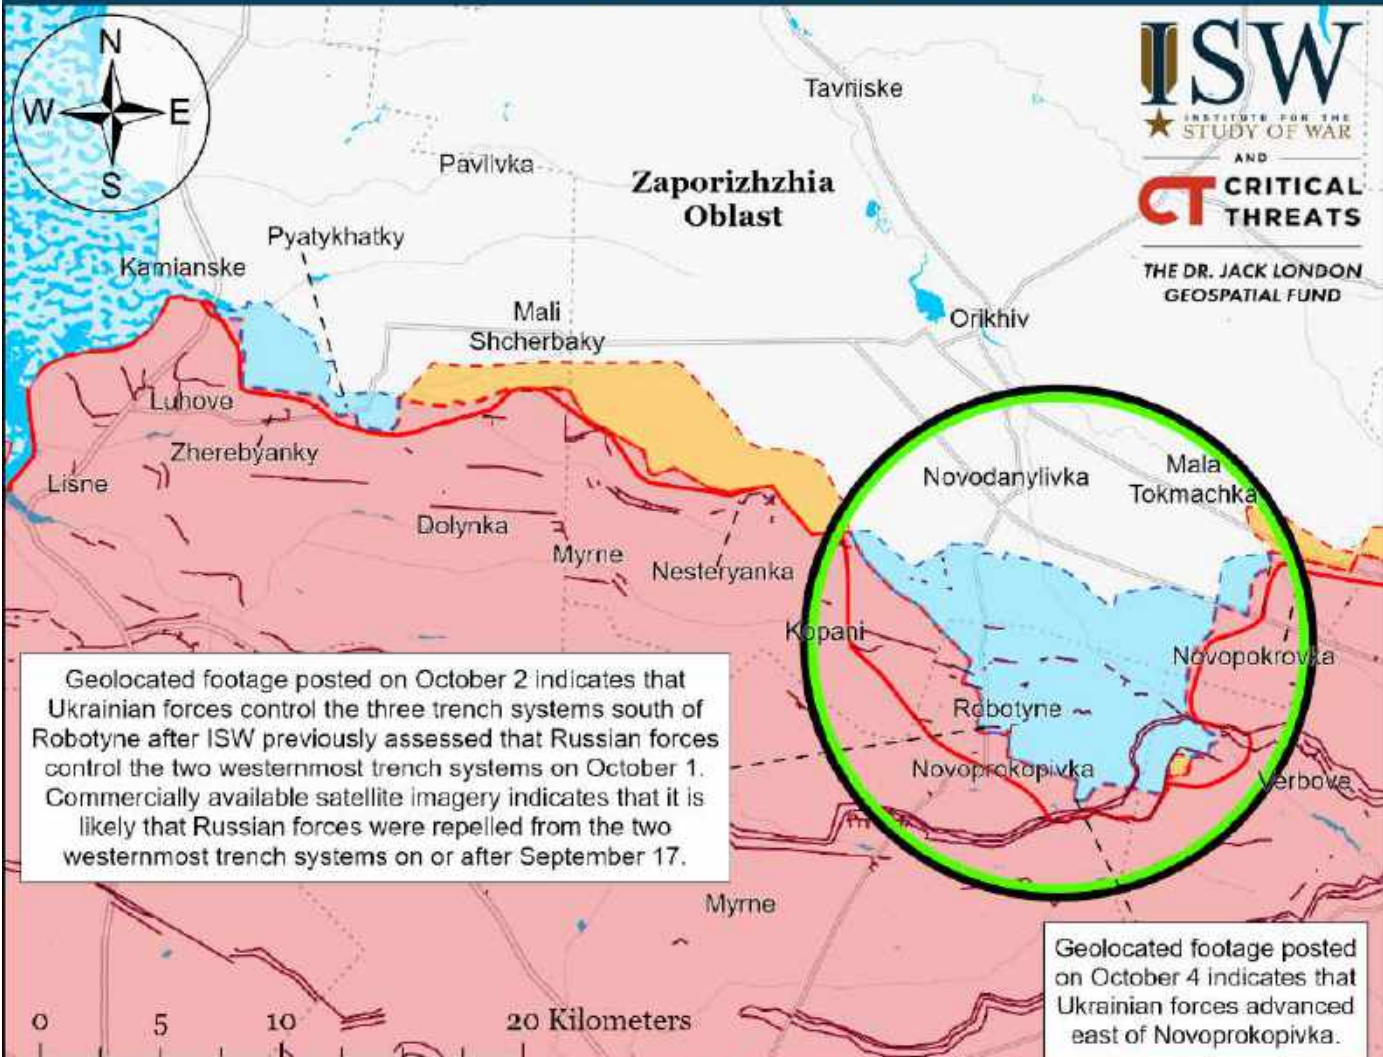 N
W
E
S
ISW
INSTITUTE FOR THE
STUDY OF WAR
AND
CT CRITICAL
THREATS
THE DR. JACK LONDON
GEOSPATIAL FUND
Tavriiske
Pavlivka
Zaporizhzhia
Oblast
Pyatykhatky
Kamianske
Mali
Shcherbaky
Orikhiv
Luhove
Zherebyanky
Lisne
Dolynka
Myrne
Nesteryanka
Novodanylivka
Mala
Tokmachka
Kopani
Novopokrovka
Robotyne
Novoprokopivka
Verbove
Myrne
Geolocated footage posted on October 2 indicates that
Ukrainian forces control the three trench systems south of
Robotyne after ISW previously assessed that Russian forces
control the two westernmost trench systems on October 1.
Commercially available satellite imagery indicates that it is
likely that Russian forces were repelled from the two
westernmost trench systems on or after September 17.
Geolocated footage posted
on October 4 indicates that
Ukrainian forces advanced
east of Novoprokopivka.
0 5 10 20 Kilometers